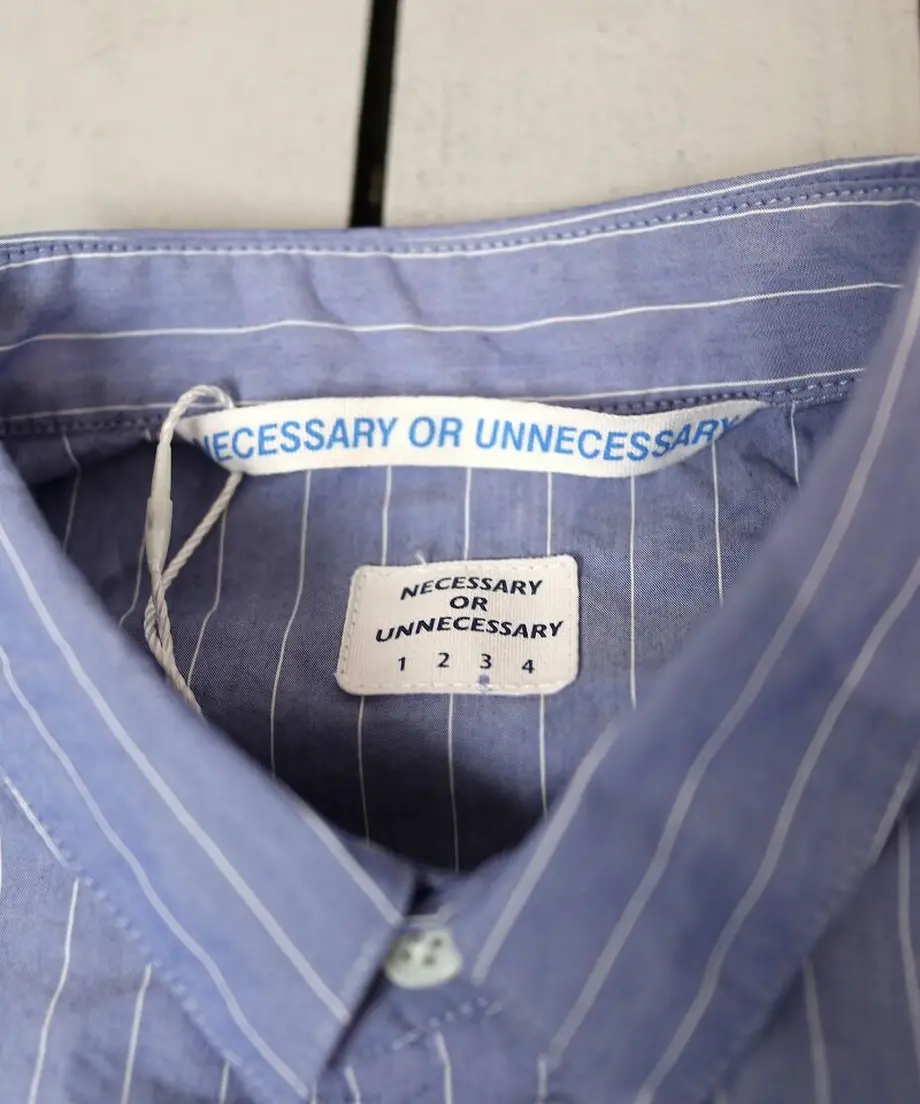 NECESSARY OR UNNECESSARY
NECESSARY
OR
UNNECESSARY
1 2 3 4